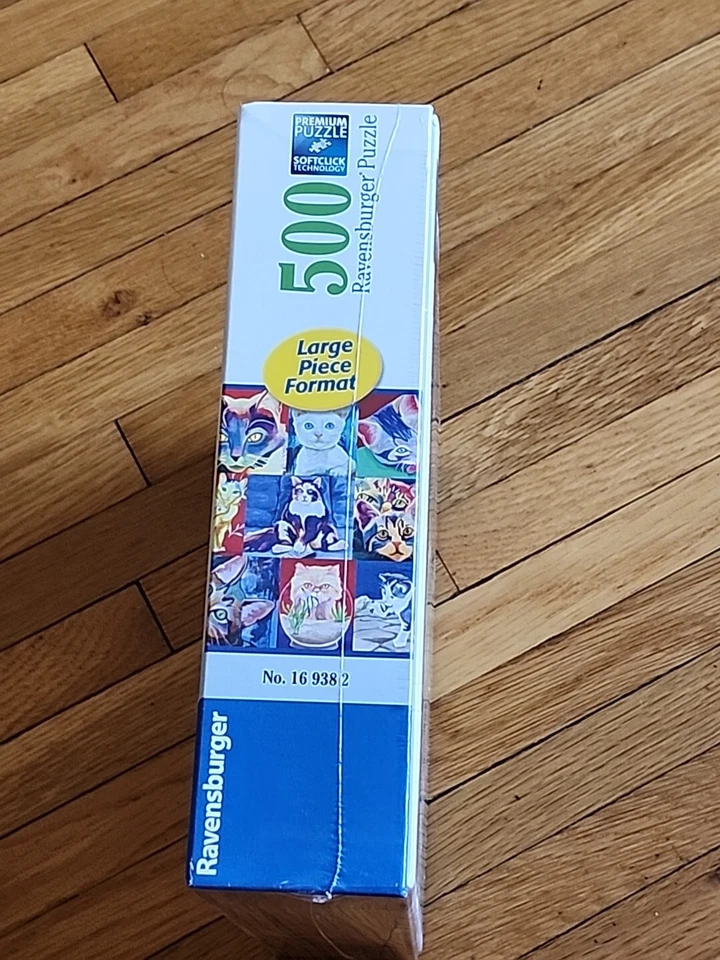 PREMIUM
PUZZLE
SOFTCLICK
TECHNOLOGY
500
Ravensburger® Puzzle
Large
Piece
Format
No. 16 938 2
Ravensburger